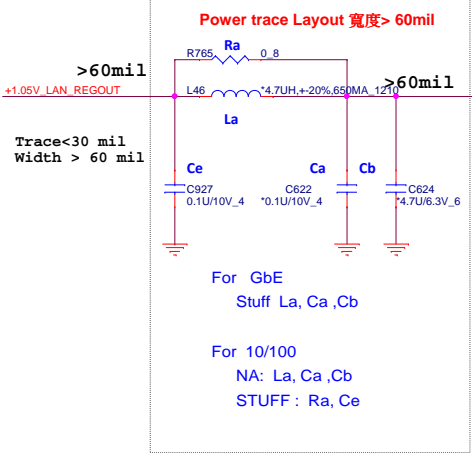 Power trace Layout 寬度> 60mil
Ra
R765 0_8
>60mil
>60mil
+1.05V_LAN_REGOUT
L46 *4.7UH,+-20%,650MA_1210
La
Trace<30 mil
Width > 60 mil
Ce Ca Cb
C927 C622 C624
0.1U/10V_4 *0.1U/10V_4 *4.7U/6.3V_6
For GbE
Stuff La, Ca ,Cb
For 10/100
NA: La, Ca ,Cb
STUFF : Ra, Ce